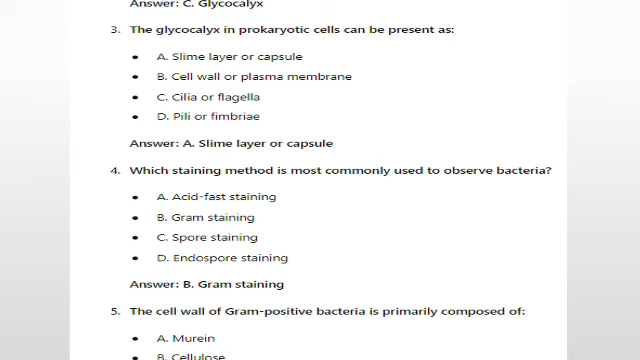 Answer: C. Glycocalyx
3. The glycocalyx in prokaryotic cells can be present as:
• A. Slime layer or capsule
• B. Cell wall or plasma membrane
• C. Cilia or flagella
• D. Pili or fimbriae
Answer: A. Slime layer or capsule
4. Which staining method is most commonly used to observe bacteria?
• A. Acid-fast staining
• B. Gram staining
• C. Spore staining
• D. Endospore staining
Answer: B. Gram staining
5. The cell wall of Gram-positive bacteria is primarily composed of:
• A. Murein
• B. Cellulose